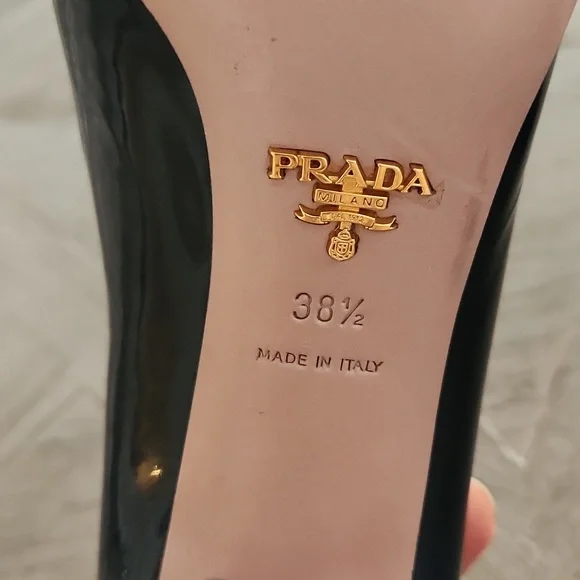 PRADA
MILANO
DAL 1913
38½
MADE IN ITALY